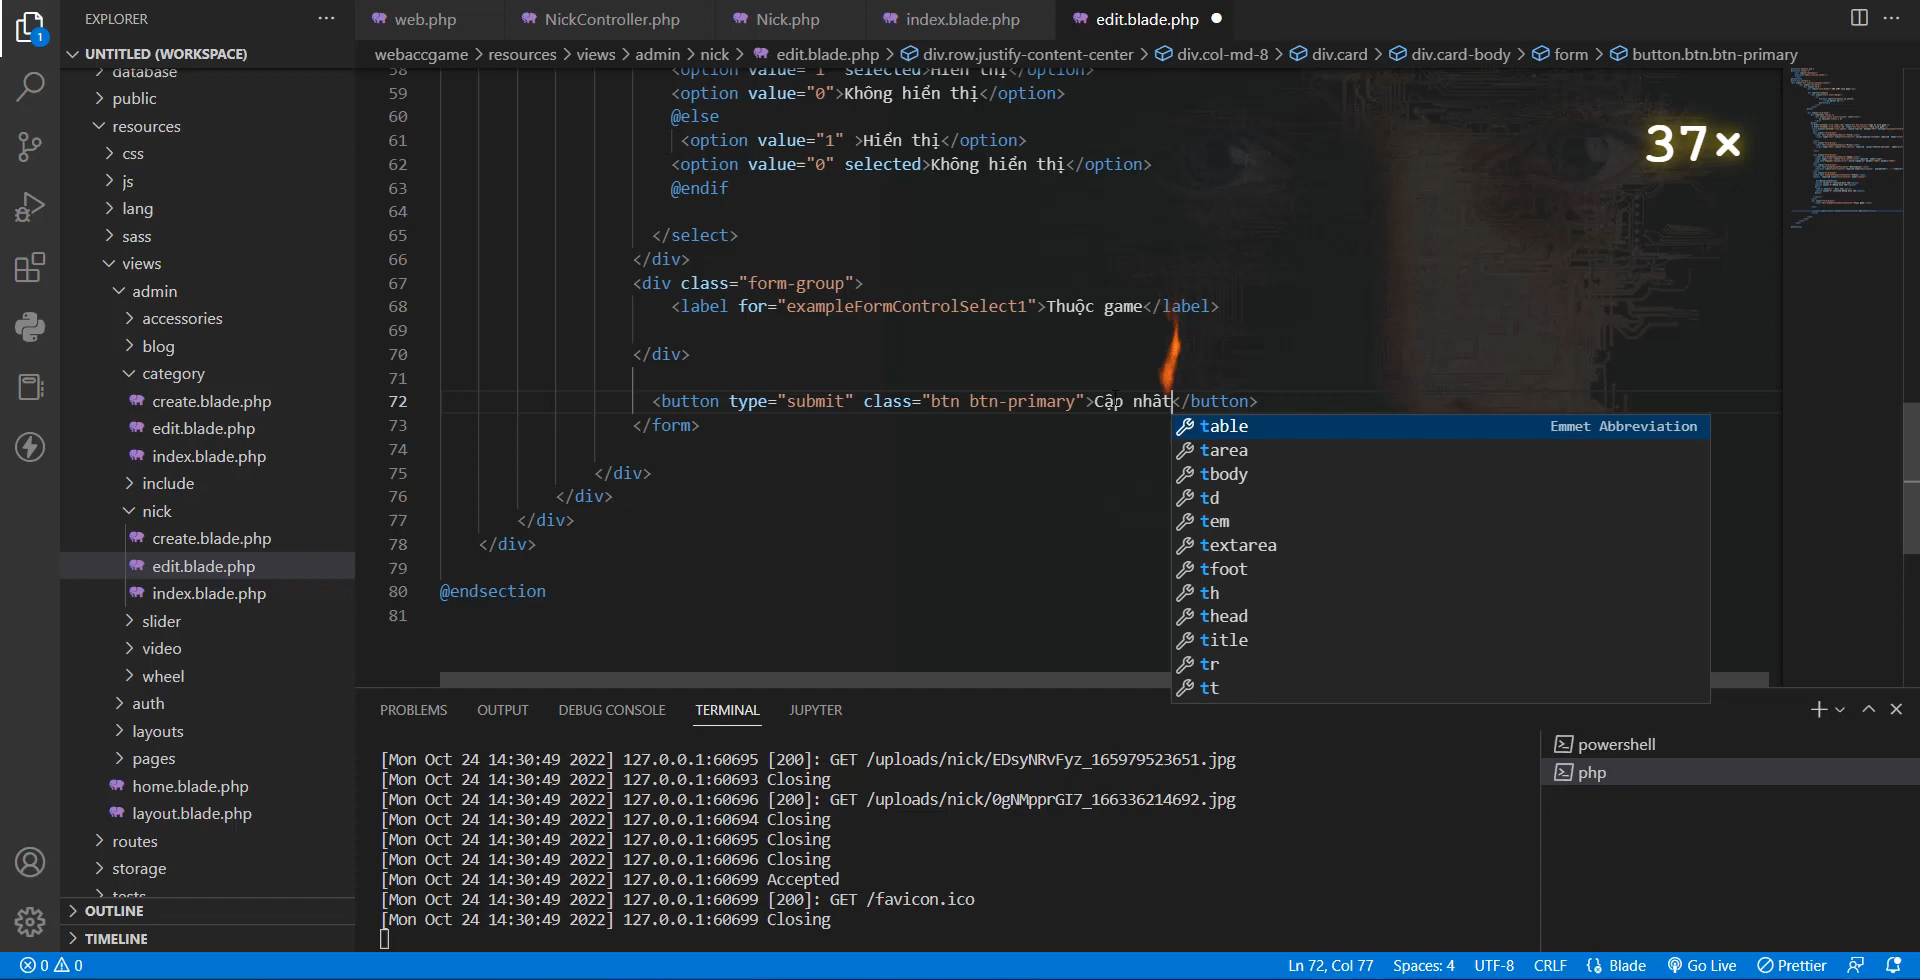 EXPLORER
web.php
NickController.php
Nick.php
index.blade.php
edit.blade.php
1
UNTITLED (WORKSPACE)
webaccgame > resources > views > admin > nick > edit.blade.php > div.row.justify-content-center > div.col-md-8 > div.card > div.card-body > form > button.btn.btn-primary
database
public
resources
css
js
lang
sass
views
admin
accessories
blog
category
create.blade.php
edit.blade.php
index.blade.php
include
nick
create.blade.php
edit.blade.php
index.blade.php
slider
video
wheel
auth
layouts
pages
home.blade.php
layout.blade.php
routes
storage
tests
OUTLINE
TIMELINE
58 <option value="1" selected>Hiển thị</option>
59 <option value="0">Không hiển thị</option>
60 @else
61 <option value="1" >Hiển thị</option>
62 <option value="0" selected>Không hiển thị</option>
63 @endif
64
65 </select>
66 </div>
67 <div class="form-group">
68 <label for="exampleFormControlSelect1">Thuộc game</label>
69
70 </div>
71
72 <button type="submit" class="btn btn-primary">Cập nhât</button>
73 </form>
74
75 </div>
76 </div>
77 </div>
78 </div>
79
80 @endsection
81
37×
table Emmet Abbreviation
tarea
tbody
td
tem
textarea
tfoot
th
thead
title
tr
tt
PROBLEMS OUTPUT DEBUG CONSOLE TERMINAL JUPYTER
[Mon Oct 24 14:30:49 2022] 127.0.0.1:60695 [200]: GET /uploads/nick/EDsyNRvFyz_165979523651.jpg
[Mon Oct 24 14:30:49 2022] 127.0.0.1:60693 Closing
[Mon Oct 24 14:30:49 2022] 127.0.0.1:60696 [200]: GET /uploads/nick/0gNMpprGI7_166336214692.jpg
[Mon Oct 24 14:30:49 2022] 127.0.0.1:60694 Closing
[Mon Oct 24 14:30:49 2022] 127.0.0.1:60695 Closing
[Mon Oct 24 14:30:49 2022] 127.0.0.1:60696 Closing
[Mon Oct 24 14:30:49 2022] 127.0.0.1:60699 Accepted
[Mon Oct 24 14:30:49 2022] 127.0.0.1:60699 [200]: GET /favicon.ico
[Mon Oct 24 14:30:49 2022] 127.0.0.1:60699 Closing
powershell
php
0 0
Ln 72, Col 77 Spaces: 4 UTF-8 CRLF Blade Go Live Prettier